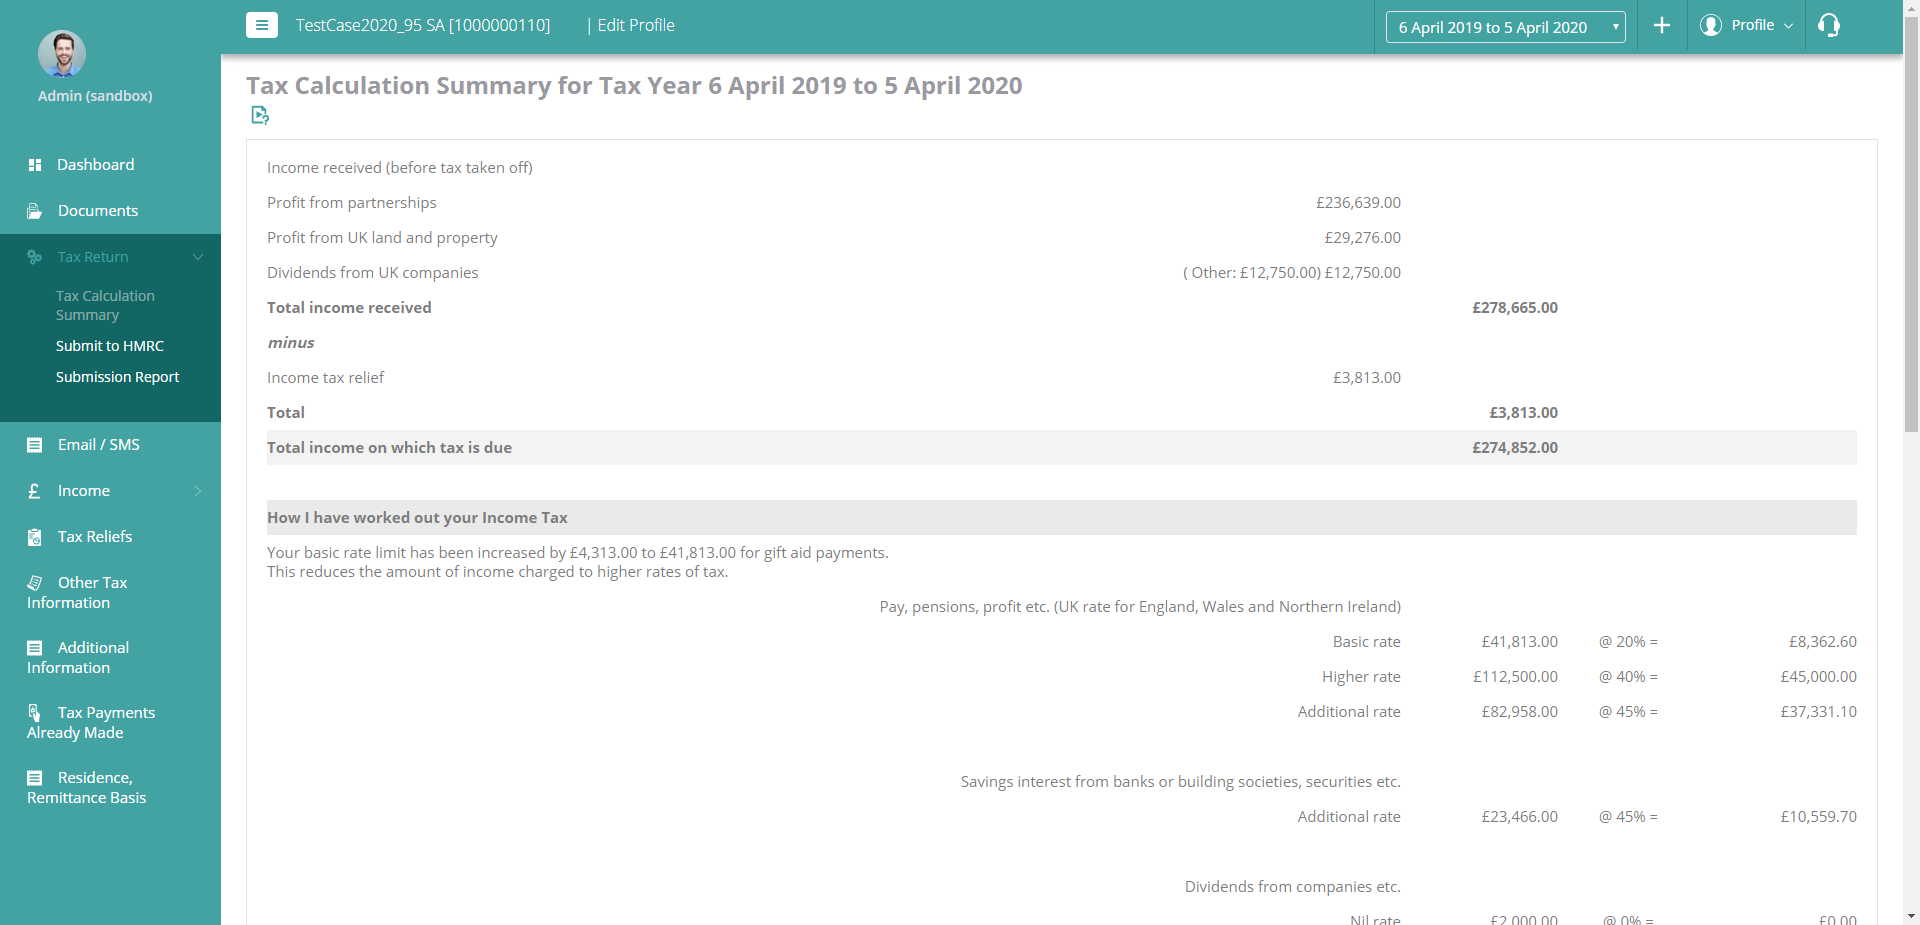 TestCase2020_95 SA [1000000110] | Edit Profile
6 April 2019 to 5 April 2020
Profile
Admin (sandbox)
Dashboard
Documents
Tax Return
Tax Calculation
Summary
Submit to HMRC
Submission Report
Email / SMS
Income
Tax Reliefs
Other Tax
Information
Additional
Information
Tax Payments
Already Made
Residence,
Remittance Basis
Tax Calculation Summary for Tax Year 6 April 2019 to 5 April 2020
Income received (before tax taken off)
Profit from partnerships £236,639.00
Profit from UK land and property £29,276.00
Dividends from UK companies ( Other: £12,750.00) £12,750.00
Total income received £278,665.00
minus
Income tax relief £3,813.00
Total £3,813.00
Total income on which tax is due £274,852.00
How I have worked out your Income Tax
Your basic rate limit has been increased by £4,313.00 to £41,813.00 for gift aid payments.
This reduces the amount of income charged to higher rates of tax.
Pay, pensions, profit etc. (UK rate for England, Wales and Northern Ireland)
Basic rate £41,813.00 @ 20% = £8,362.60
Higher rate £112,500.00 @ 40% = £45,000.00
Additional rate £82,958.00 @ 45% = £37,331.10
Savings interest from banks or building societies, securities etc.
Additional rate £23,466.00 @ 45% = £10,559.70
Dividends from companies etc.
Nil rate £2,000.00 @ 0% = £0.00